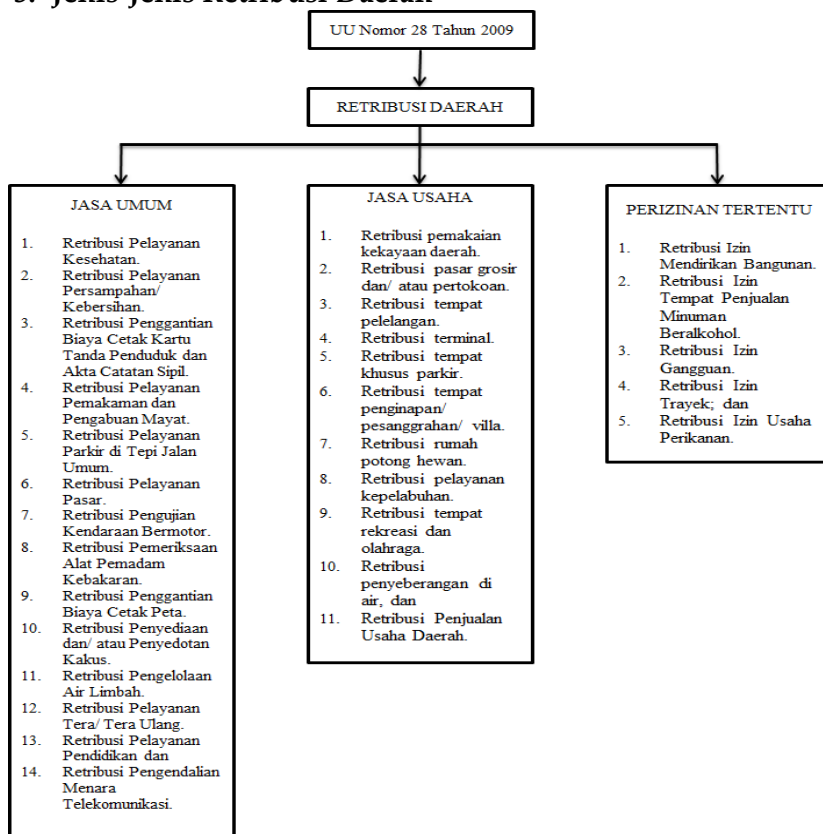 3. Jenis-Jenis Retribusi Daerah
UU Nomor 28 Tahun 2009
RETRIBUSI DAERAH
JASA UMUM
1. Retribusi Pelayanan
Kesehatan.
2. Retribusi Pelayanan
Persampahan/
Kebersihan.
3. Retribusi Penggantian
Biaya Cetak Kartu
Tanda Penduduk dan
Akta Catatan Sipil.
4. Retribusi Pelayanan
Pemakaman dan
Pengabuan Mayat.
5. Retribusi Pelayanan
Parkir di Tepi Jalan
Umum.
6. Retribusi Pelayanan
Pasar.
7. Retribusi Pengujian
Kendaraan Bermotor.
8. Retribusi Pemeriksaan
Alat Pemadam
Kebakaran.
9. Retribusi Penggantian
Biaya Cetak Peta.
10. Retribusi Penyediaan
dan/ atau Penyedotan
Kakus.
11. Retribusi Pengelolaan
Air Limbah.
12. Retribusi Pelayanan
Tera/ Tera Ulang.
13. Retribusi Pelayanan
Pendidikan dan
14. Retribusi Pengendalian
Menara
Telekomunikasi.
JASA USAHA
1. Retribusi pemakaian
kekayaan daerah.
2. Retribusi pasar grosir
dan/ atau pertokoan.
3. Retribusi tempat
pelelangan.
4. Retribusi terminal.
5. Retribusi tempat
khusus parkir.
6. Retribusi tempat
penginapan/
pesanggrahan/ villa.
7. Retribusi rumah
potong hewan.
8. Retribusi pelayanan
kepelabuhan.
9. Retribusi tempat
rekreasi dan
olahraga.
10. Retribusi
penyeberangan di
air, dan
11. Retribusi Penjualan
Usaha Daerah.
PERIZINAN TERTENTU
1. Retribusi Izin
Mendirikan Bangunan.
2. Retribusi Izin
Tempat Penjualan
Minuman
Beralkohol.
3. Retribusi Izin
Gangguan.
4. Retribusi Izin
Trayek; dan
5. Retribusi Izin Usaha
Perikanan.